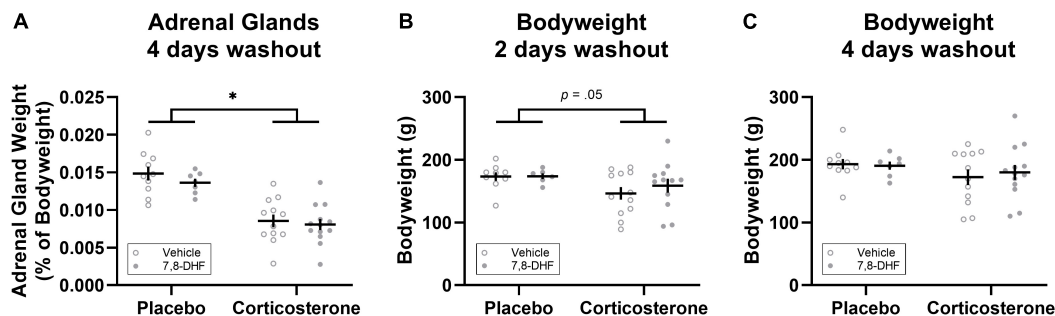 A
Adrenal Glands
4 days washout
Adrenal Gland Weight
(% of Bodyweight)
0.025
0.020
0.015
0.010
0.005
0.000
*
Vehicle
7,8-DHF
Placebo
Corticosterone
B
Bodyweight
2 days washout
Bodyweight (g)
300
200
100
0
p = .05
Vehicle
7,8-DHF
Placebo
Corticosterone
C
Bodyweight
4 days washout
Bodyweight (g)
300
200
100
0
Vehicle
7,8-DHF
Placebo
Corticosterone